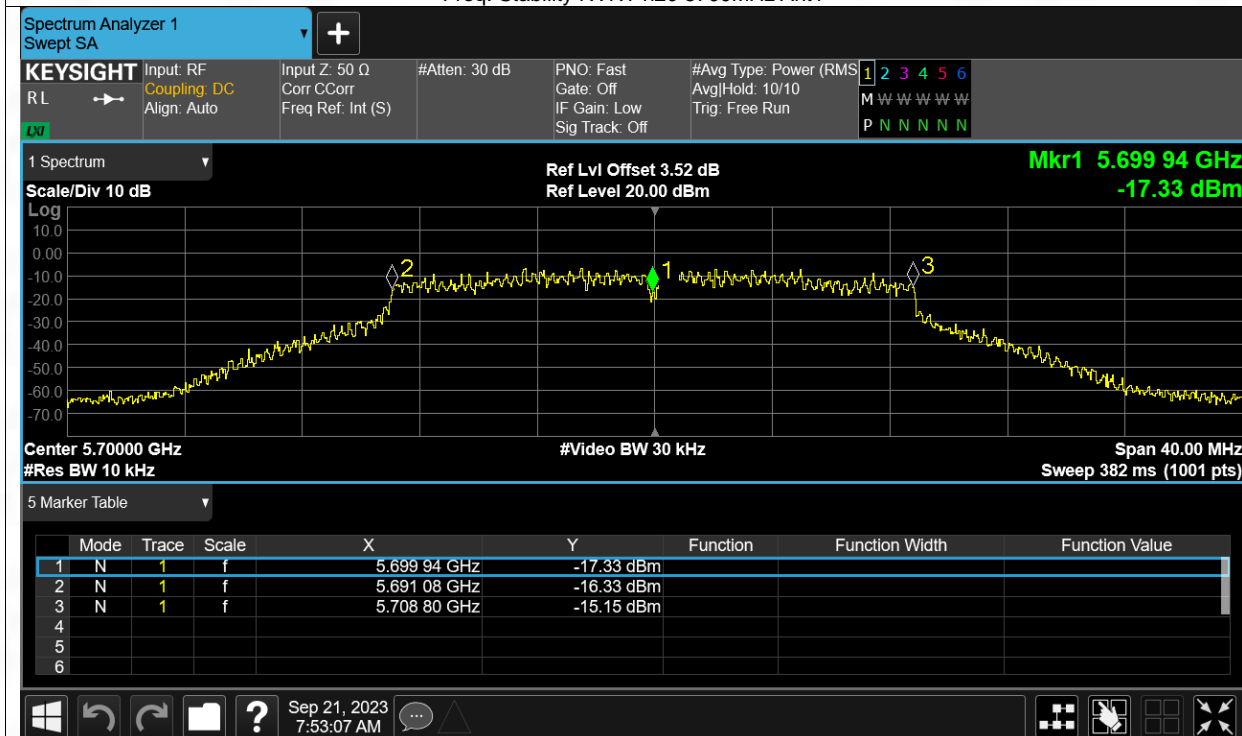 Spectrum Analyzer 1
Swept SA
+
KEYSIGHT Input: RF Input Z: 50 Ω #Atten: 30 dB PNO: Fast #Avg Type: Power (RMS 1 2 3 4 5 6
R L Coupling: DC Corr CCorr Gate: Off Avg|Hold: 10/10 M W W W W W W
Align: Auto Freq Ref: Int (S) IF Gain: Low Trig: Free Run
LXI Sig Track: Off P N N N N N N
1 Spectrum Ref Lvl Offset 3.52 dB Mkr1 5.699 94 GHz
Scale/Div 10 dB Ref Level 20.00 dBm -17.33 dBm
Log
10.0
0.00
-10.0
-20.0
-30.0
-40.0
-50.0
-60.0
-70.0
2
1
3
Center 5.70000 GHz #Video BW 30 kHz Span 40.00 MHz
#Res BW 10 kHz Sweep 382 ms (1001 pts)
5 Marker Table
Mode Trace Scale X Y Function Function Width Function Value
1 N 1 f 5.699 94 GHz -17.33 dBm
2 N 1 f 5.691 08 GHz -16.33 dBm
3 N 1 f 5.708 80 GHz -15.15 dBm
4
5
6
? Sep 21, 2023
7:53:07 AM